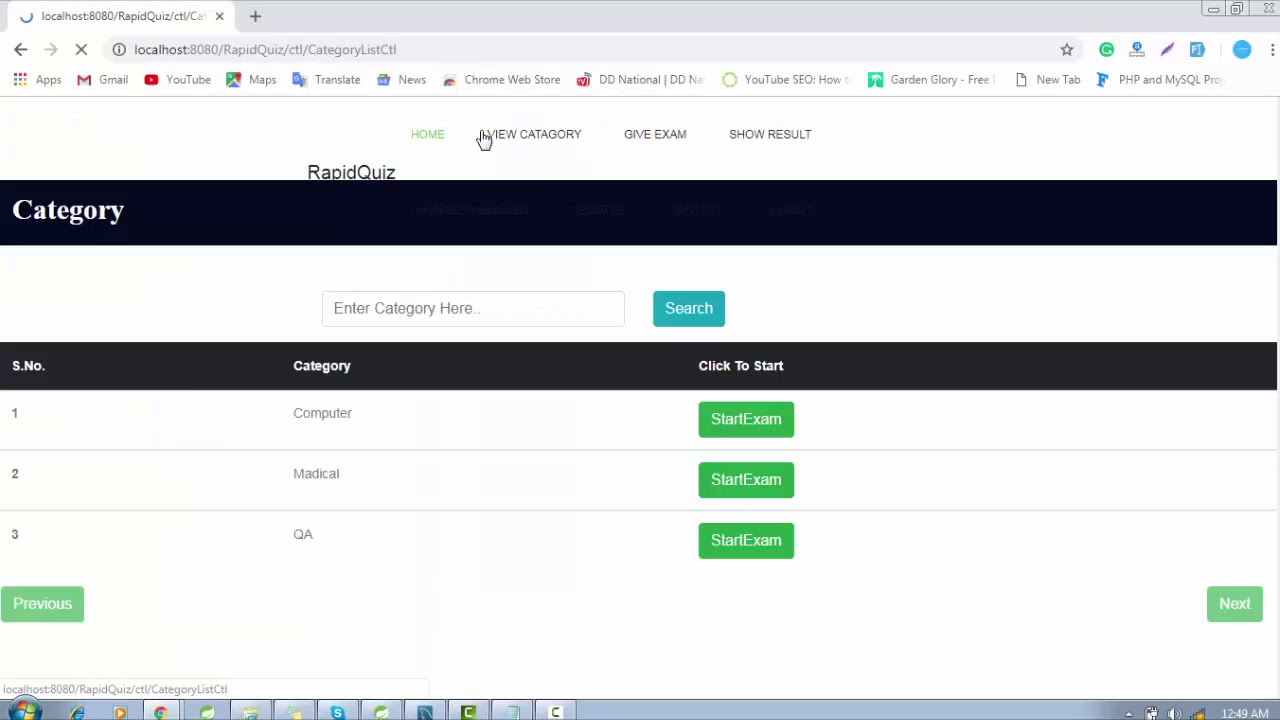 localhost:8080/RapidQuiz/ctl/Cat
localhost:8080/RapidQuiz/ctl/CategoryListCtl
Apps Gmail YouTube Maps Translate News Chrome Web Store DD National | DD Na YouTube SEO: How to Garden Glory - Free New Tab PHP and MySQL Pro
HOME VIEW CATAGORY GIVE EXAM SHOW RESULT
RapidQuiz
Category
Enter Category Here.. Search
S.No. Category Click To Start
1 Computer StartExam
2 Madical StartExam
3 QA StartExam
Previous Next
localhost:8080/RapidQuiz/ctl/CategoryListCtl
12:49 AM